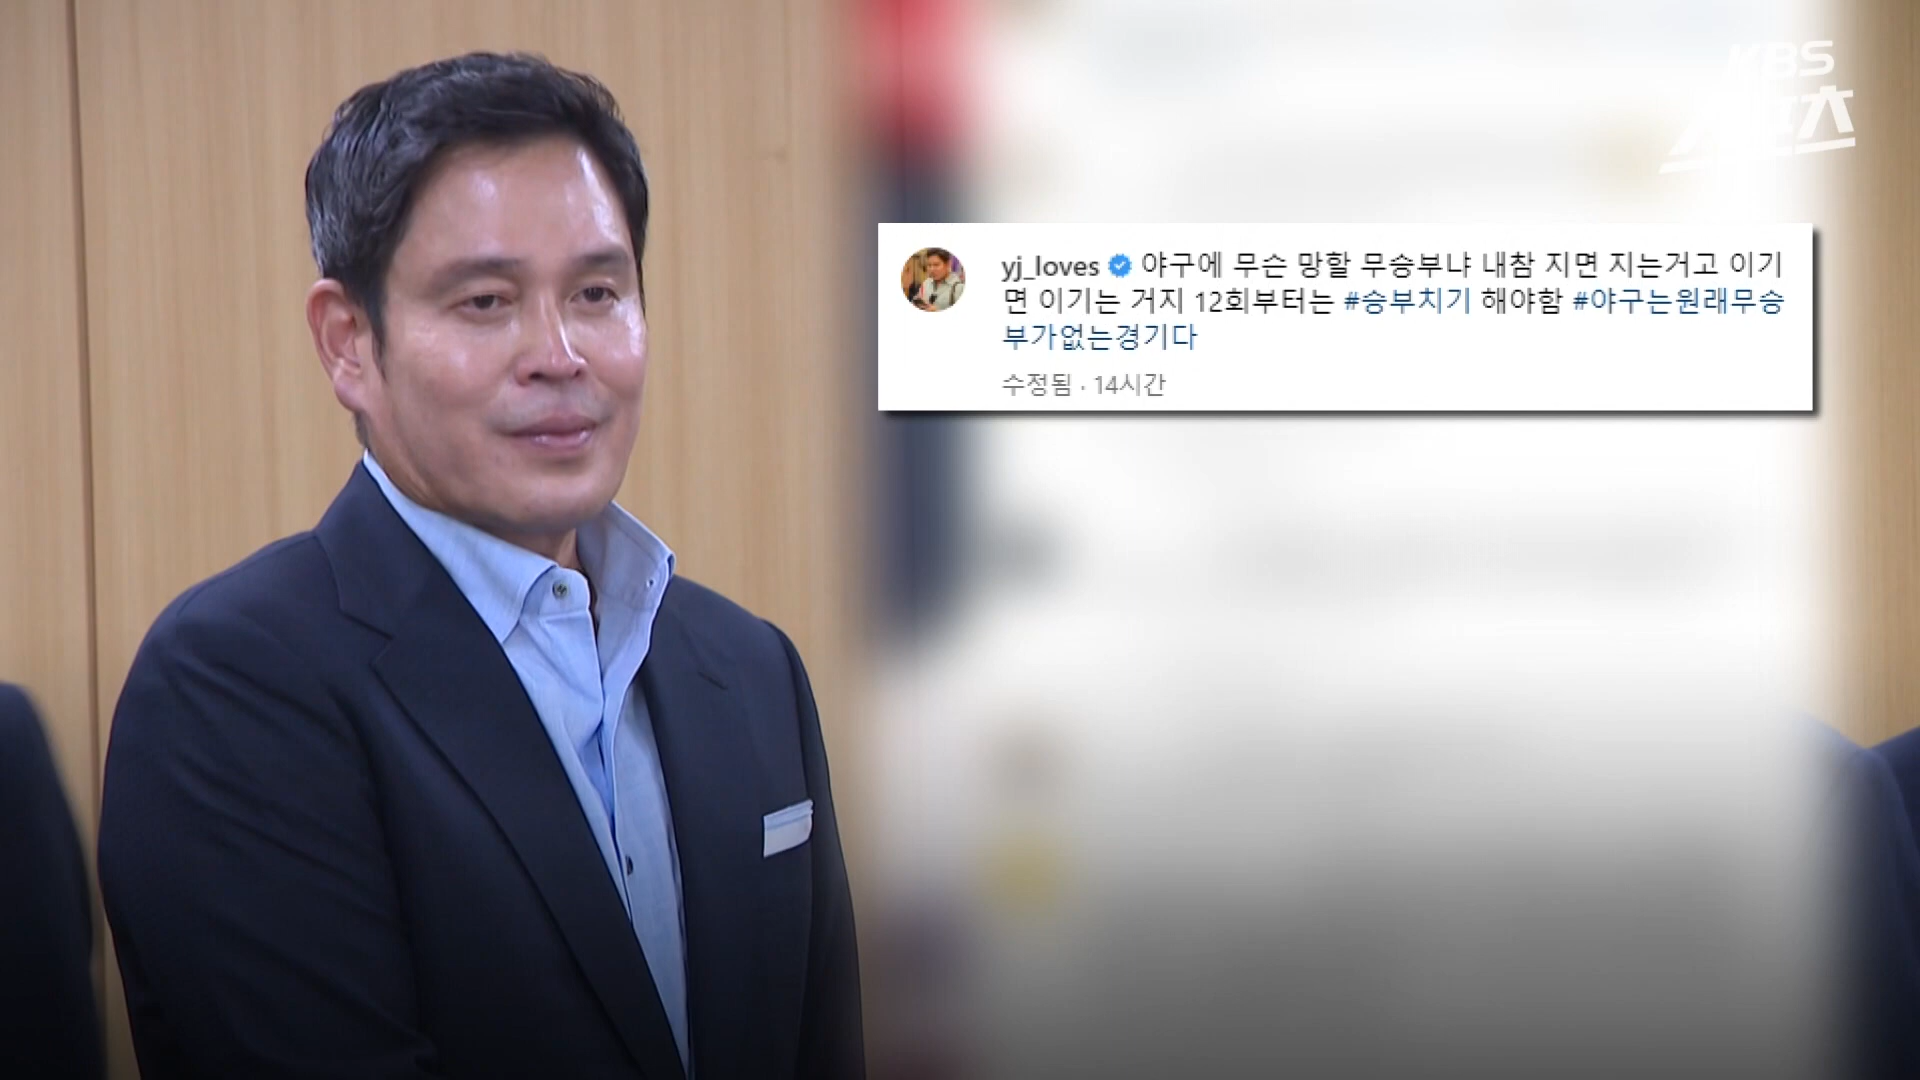 KBS
스포츠
yj_loves 야구에 무슨 망할 무승부냐 내참 지면 지는거고 이기
면 이기는 거지 12회부터는 #승부치기 해야함 #야구는원래무승
부가없는경기다
수정됨 · 14시간